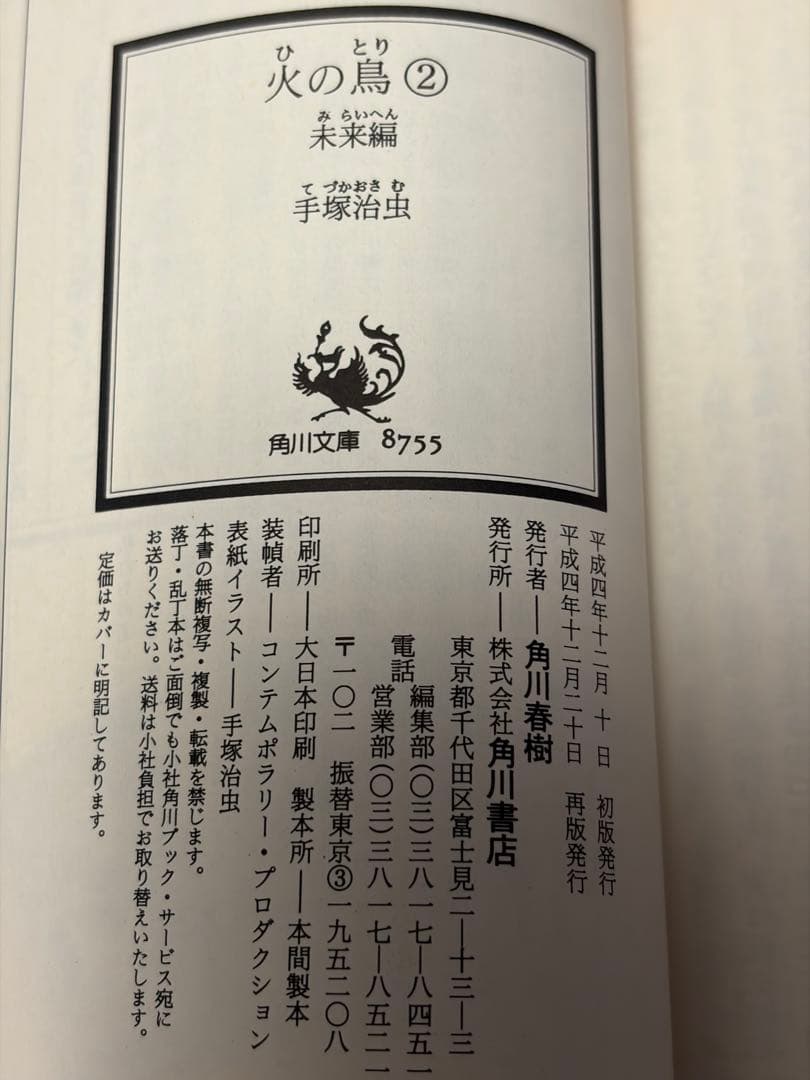 ひ とり
火の鳥②
み らいへん
未来編
て づかおさ む
手塚治虫
角川文庫 8755
平成四年十二月 十 日 初版発行
平成四年十二月二十日 再版発行
発行者――角川春樹
発行所――株式会社角川書店
東京都千代田区富士見二―十三―三
電話 編集部(〇三)三八一七―八四五一
営業部(〇三)三八一七―八五二一
〒一〇二 振替東京③一九五二〇八
印刷所――大日本印刷 製本所――本間製本
装幀者――コンテムポラリー・プロダクション
表紙イラスト――手塚治虫
本書の無断複写・複製・転載を禁じます。
落丁・乱丁本はご面倒でも小社角川ブック・サービス宛に
お送りください。送料は小社負担でお取り替えいたします。
定価はカバーに明記してあります。